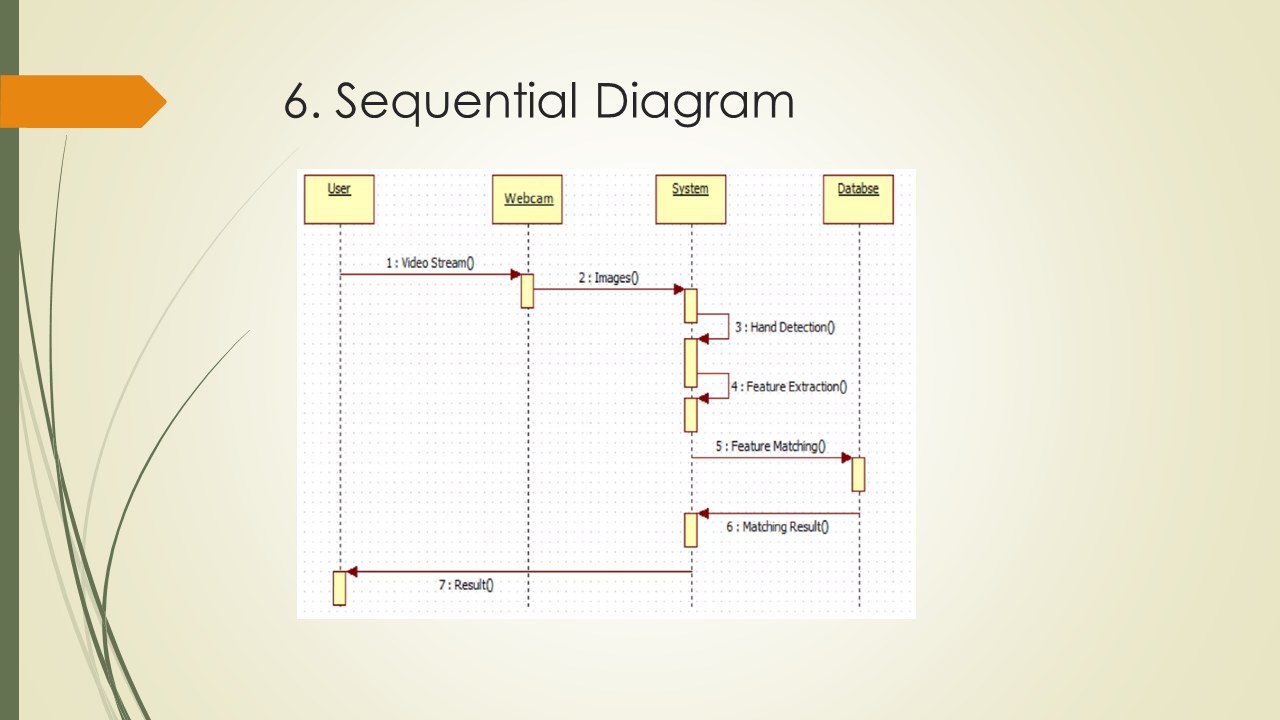 6. Sequential Diagram
User
Webcam
System
Databse
1 : Video Stream()
2 : Images()
3 : Hand Detection()
4 : Feature Extraction()
5 : Feature Matching()
6 : Matching Result()
7 : Result()